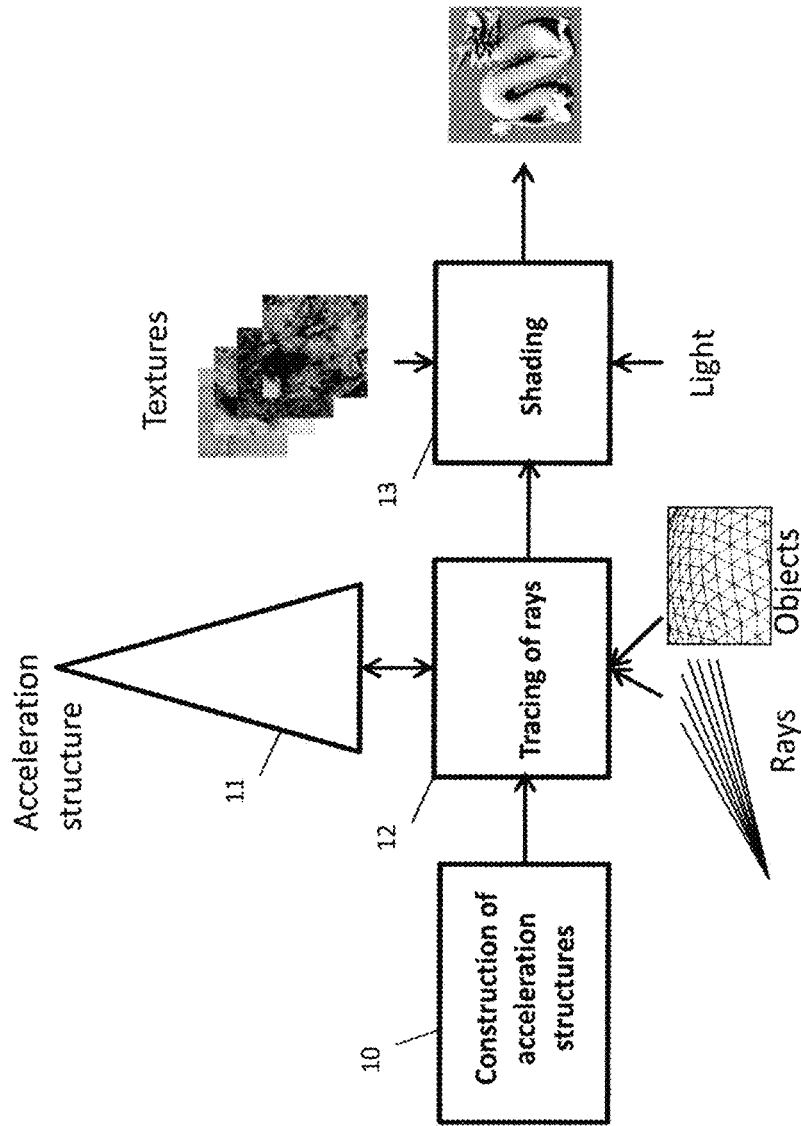 Acceleration
structure
11
Textures
10
Construction of
acceleration
structures
12
Tracing of rays
13
Shading
Rays
Objects
Light